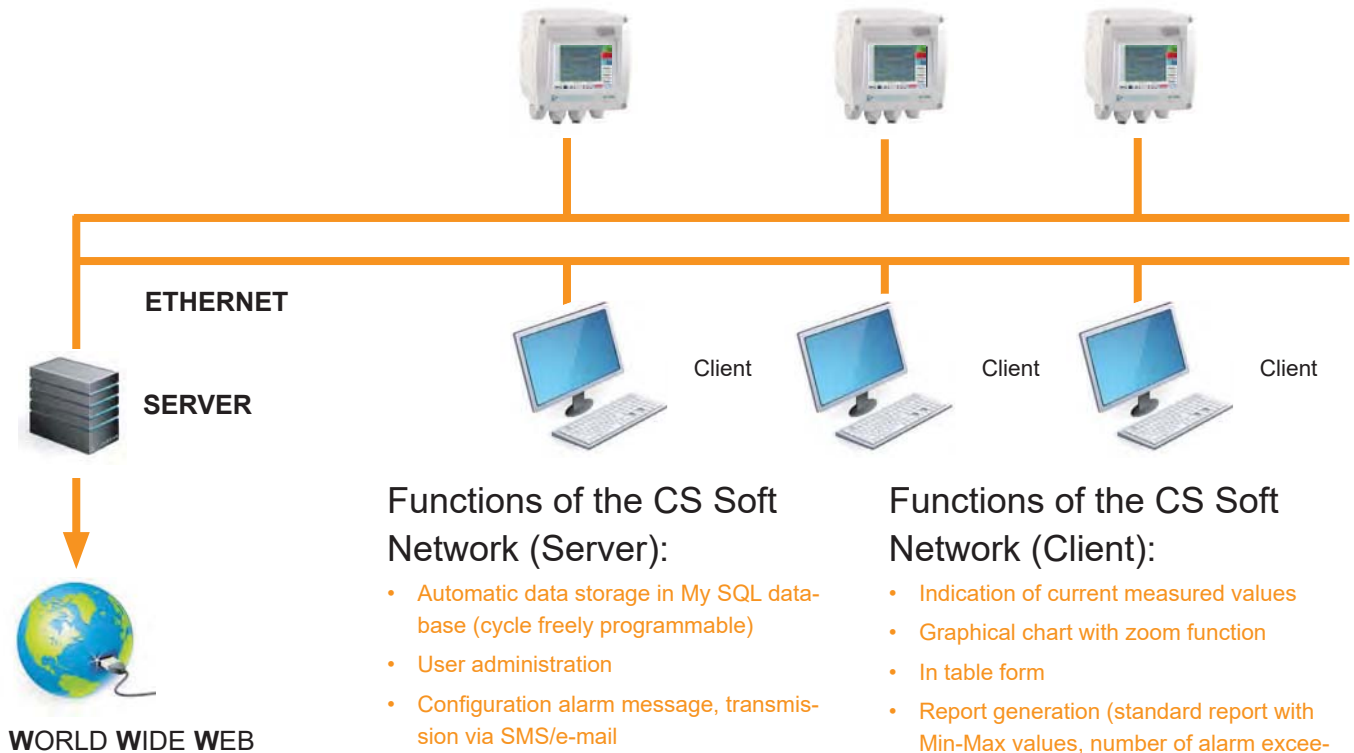 ETHERNET
SERVER
Client
Client
Client
Functions of the CS Soft
Network (Server):
• Automatic data storage in My SQL data-
base (cycle freely programmable)
• User administration
• Configuration alarm message, transmis-
sion via SMS/e-mail
Functions of the CS Soft
Network (Client):
• Indication of current measured values
• Graphical chart with zoom function
• In table form
• Report generation (standard report with
Min-Max values, number of alarm excee-
WORLD WIDE WEB